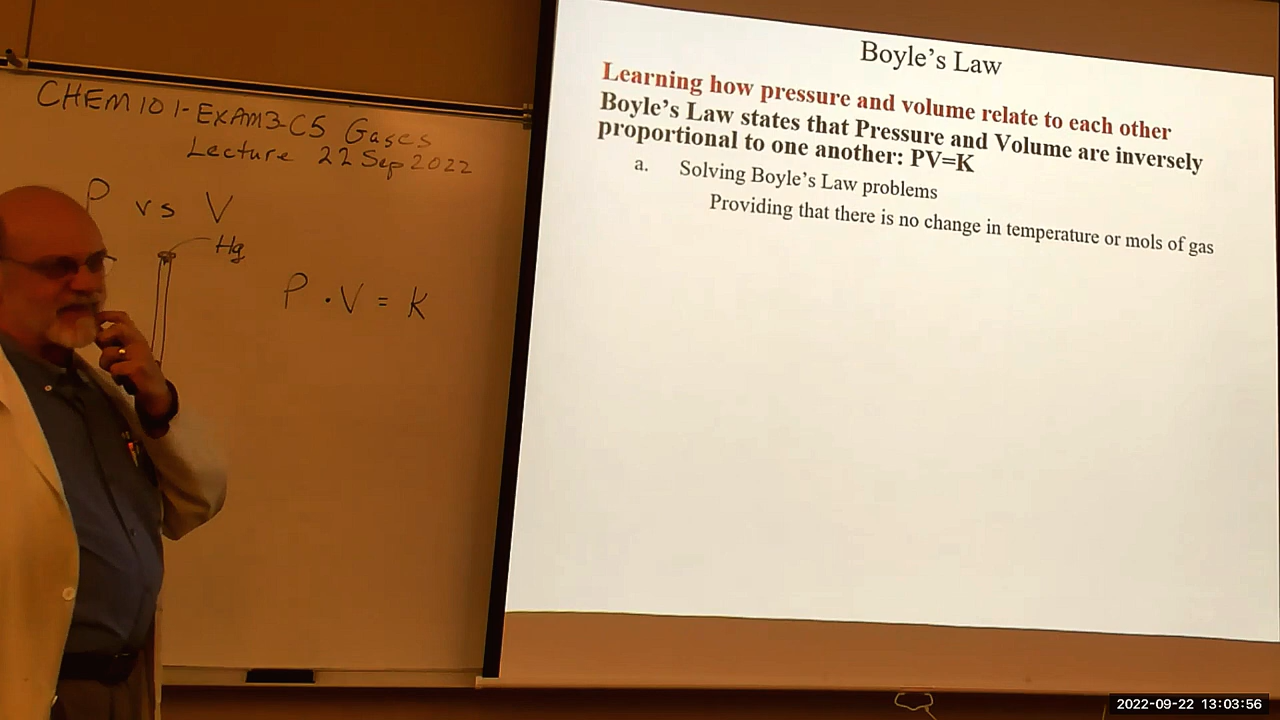 CHEM 101-EXAM3-C5 Gases
Lecture 22 Sep 2022
P vs V
Hg
P · V = K
Boyle's Law
Learning how pressure and volume relate to each other
Boyle's Law states that Pressure and Volume are inversely
proportional to one another: PV=K
a. Solving Boyle's Law problems
Providing that there is no change in temperature or mols of gas
2022-09-22 13:03:56